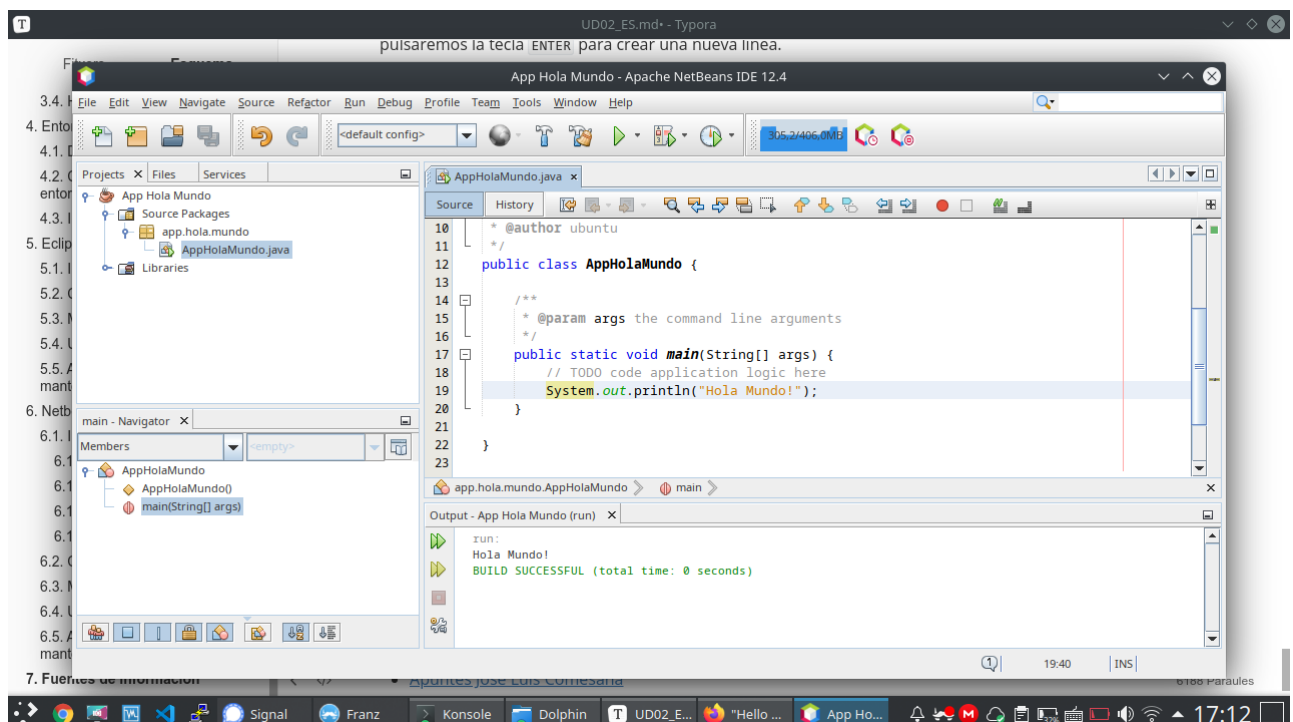 UD02_ES.md• - Typora
pulsaremos la tecla ENTER para crear una nueva línea.
App Hola Mundo - Apache NetBeans IDE 12.4
File Edit View Navigate Source Refactor Run Debug Profile Team Tools Window Help
<default config>
305,2/406,0MB
3.4.
4.
4.1.
4.2.
4.3.
5.
5.1.
5.2.
5.3.
5.4.
5.5.
6.
6.1.
6.2.
6.3.
6.4.
6.5.
7. Fuentes de información
Projects Files Services
App Hola Mundo
Source Packages
app.hola.mundo
AppHolaMundo.java
Libraries
main - Navigator
Members <empty>
AppHolaMundo
AppHolaMundo()
main(String[] args)
AppHolaMundo.java
Source History
10 * @author ubuntu
11 */
12 public class AppHolaMundo {
13
14 /**
15 * @param args the command line arguments
16 */
17 public static void main(String[] args) {
18 // TODO code application logic here
19 System.out.println("Hola Mundo!");
20 }
21
22 }
23
app.hola.mundo.AppHolaMundo main
Output - App Hola Mundo (run)
run:
Hola Mundo!
BUILD SUCCESSFUL (total time: 0 seconds)
1 19:40 INS
Apuntes José Luis Comesaña
6188 Paraules
Signal Franz Konsole Dolphin UD02_E... "Hello ... App Ho... 17:12